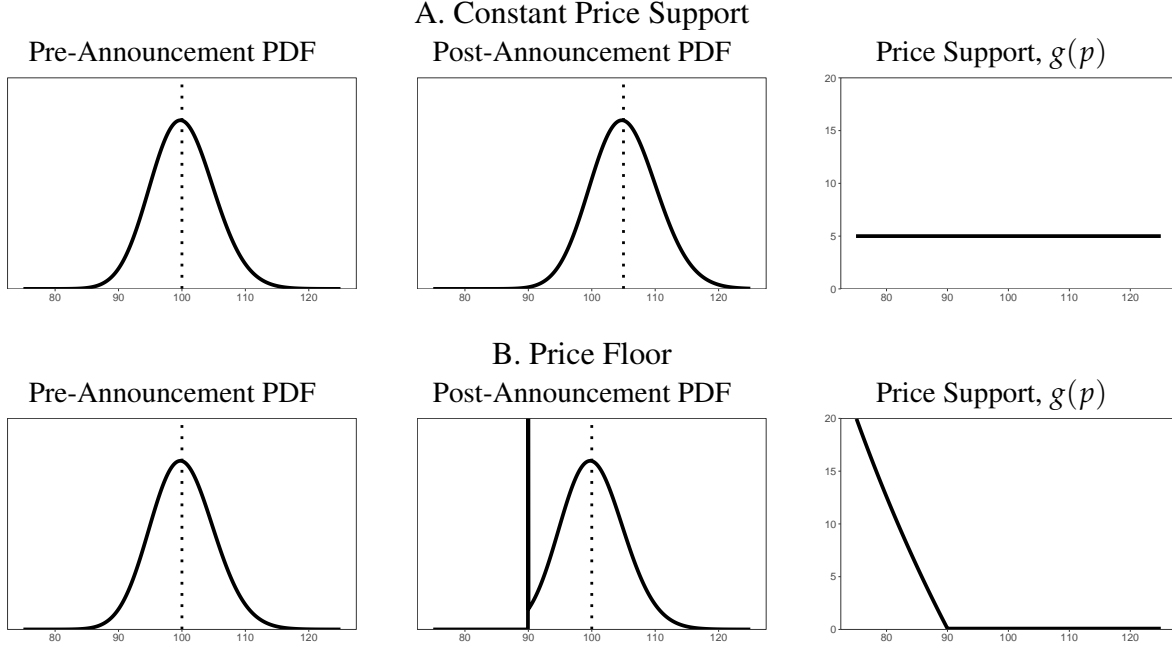 A. Constant Price Support
Pre-Announcement PDF
Post-Announcement PDF
Price Support, g(p)
80 90 100 110 120
80 90 100 110 120
20
15
10
5
0
80 90 100 110 120
B. Price Floor
Pre-Announcement PDF
Post-Announcement PDF
Price Support, g(p)
80 90 100 110 120
80 90 100 110 120
20
15
10
5
0
80 90 100 110 120